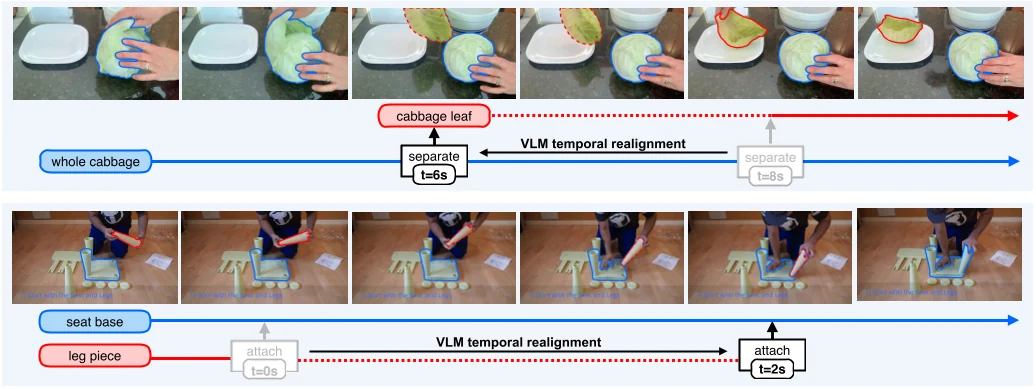 cabbage leaf
VLM temporal realignment
whole cabbage
separate
t=6s
separate
t=8s
seat base
VLM temporal realignment
leg piece
attach
t=0s
attach
t=2s